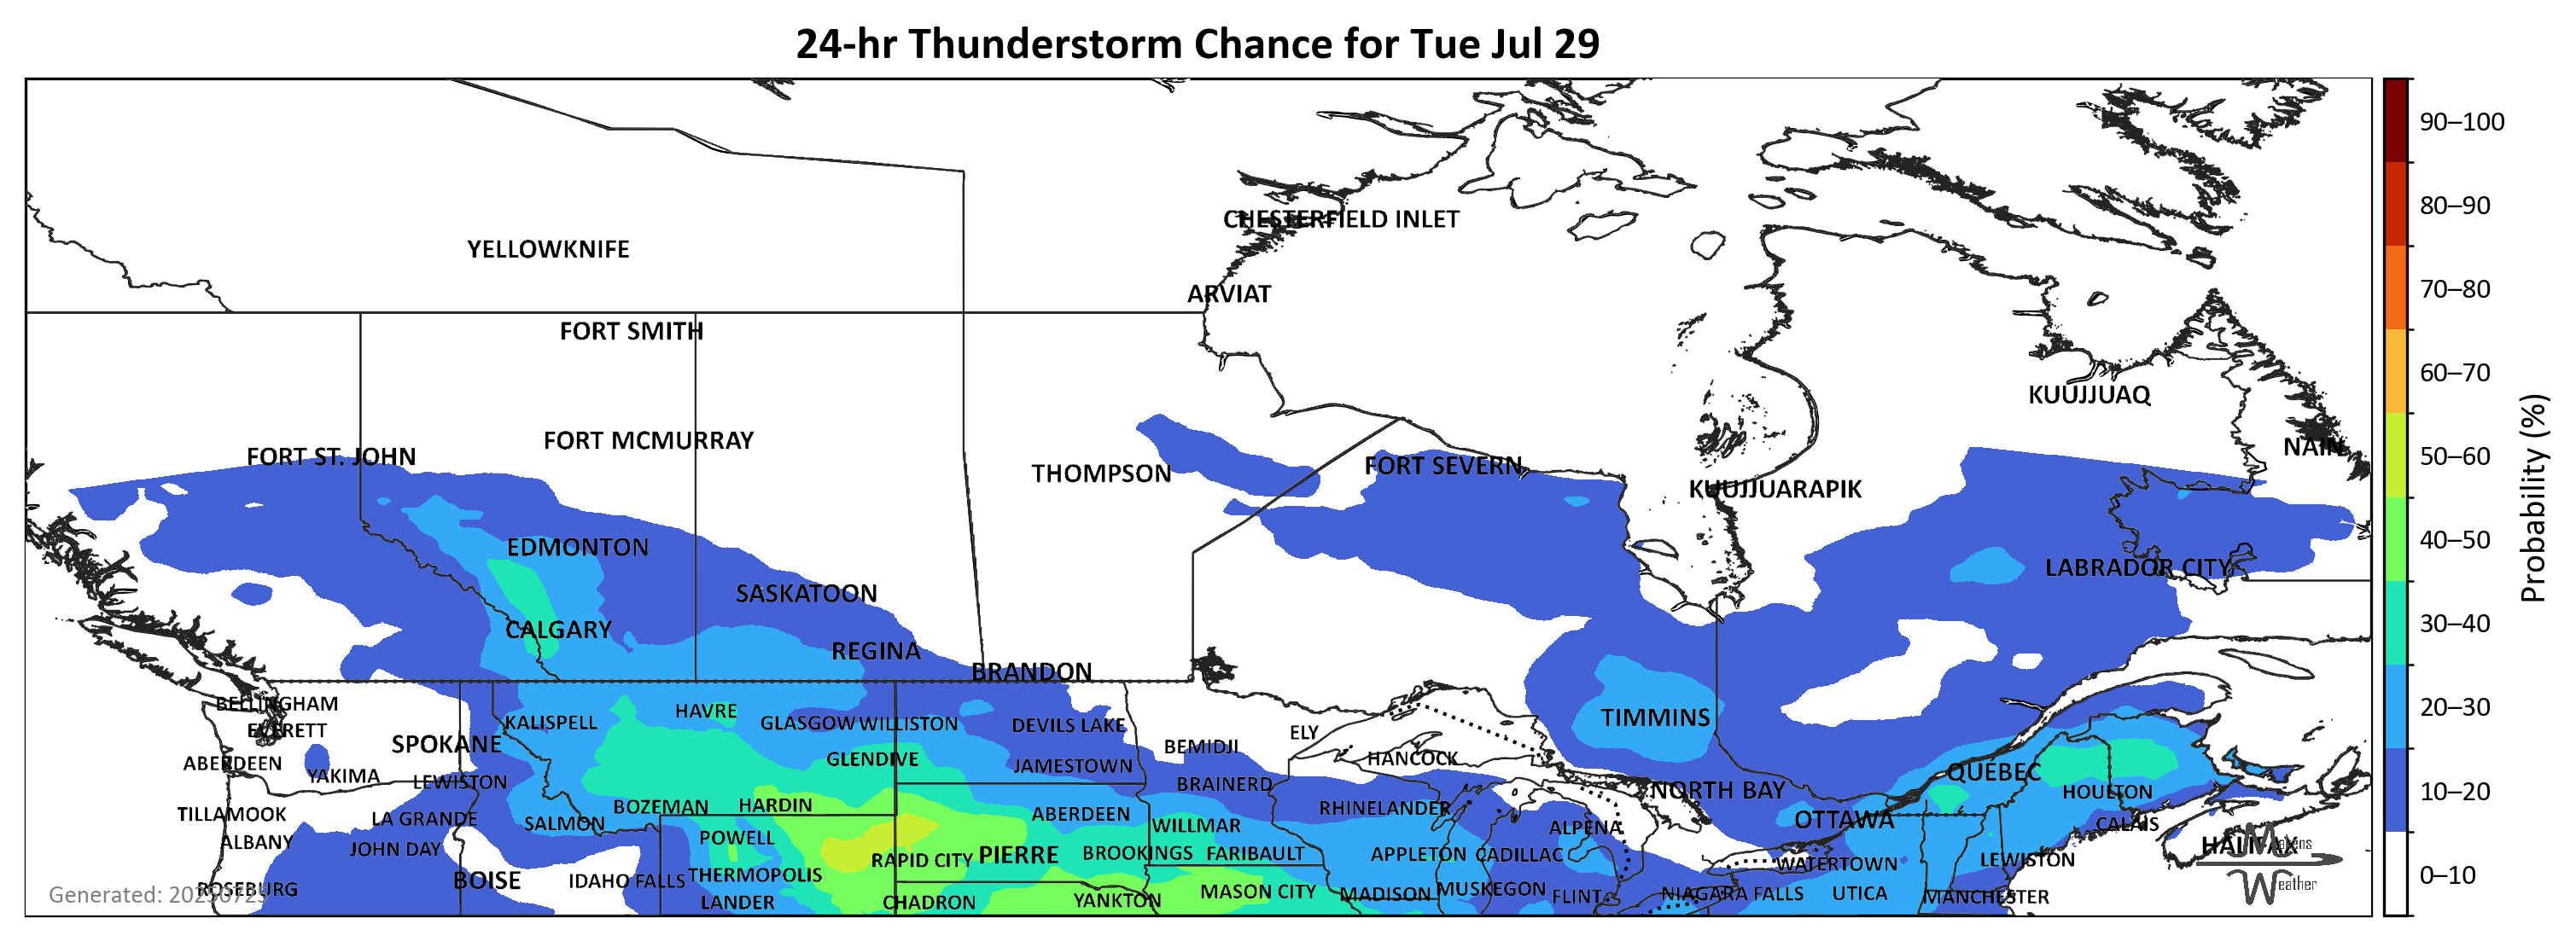 24-hr Thunderstorm Chance for Tue Jul 29
90–100
80–90
70–80
60–70
50–60
40–50
30–40
20–30
10–20
0–10
Probability (%)
CHESTERFIELD INLET
YELLOWKNIFE
ARVIAT
FORT SMITH
KUUJJUAQ
FORT MCMURRAY
NAIN
FORT ST. JOHN
THOMPSON
FORT SEVERN
KUUJJUARAPIK
EDMONTON
LABRADOR CITY
SASKATOON
CALGARY
REGINA
BRANDON
BELLINGHAM
HAVRE
TIMMINS
KALISPELL
GLASGOW
WILLISTON
DEVILS LAKE
EVERETT
ELY
SPOKANE
BEMIDJI
HANCOCK
GLENDIVE
ABERDEEN
JAMESTOWN
QUÉBEC
YAKIMA
LEWISTON
BRAINERD
NORTH BAY
HOULTON
BOZEMAN
HARDIN
RHINELANDER
TILLAMOOK
ABERDEEN
LA GRANDE
SALMON
WILLMAR
ALPENA
OTTAWA
CALAIS
POWELL
ALBANY
HALIFAX
JOHN DAY
RAPID CITY
PIERRE
BROOKINGS
FARIBAULT
APPLETON
CADILLAC
WATERTOWN
LEWISTON
THERMOPOLIS
BOISE
IDAHO FALLS
ROSEBURG
MUSKEGON
MASON CITY
MADISON
NIAGARA FALLS
UTICA
FLINT
MANCHESTER
LANDER
CHADRON
YANKTON
Generated: 20250725
Weather